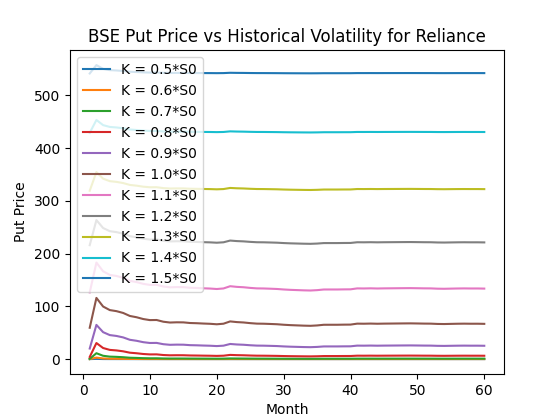 BSE Put Price vs Historical Volatility for Reliance
K = 0.5*S0
K = 0.6*S0
K = 0.7*S0
K = 0.8*S0
K = 0.9*S0
K = 1.0*S0
K = 1.1*S0
K = 1.2*S0
K = 1.3*S0
K = 1.4*S0
K = 1.5*S0
500
400
300
200
100
0
Put Price
0 10 20 30 40 50 60
Month